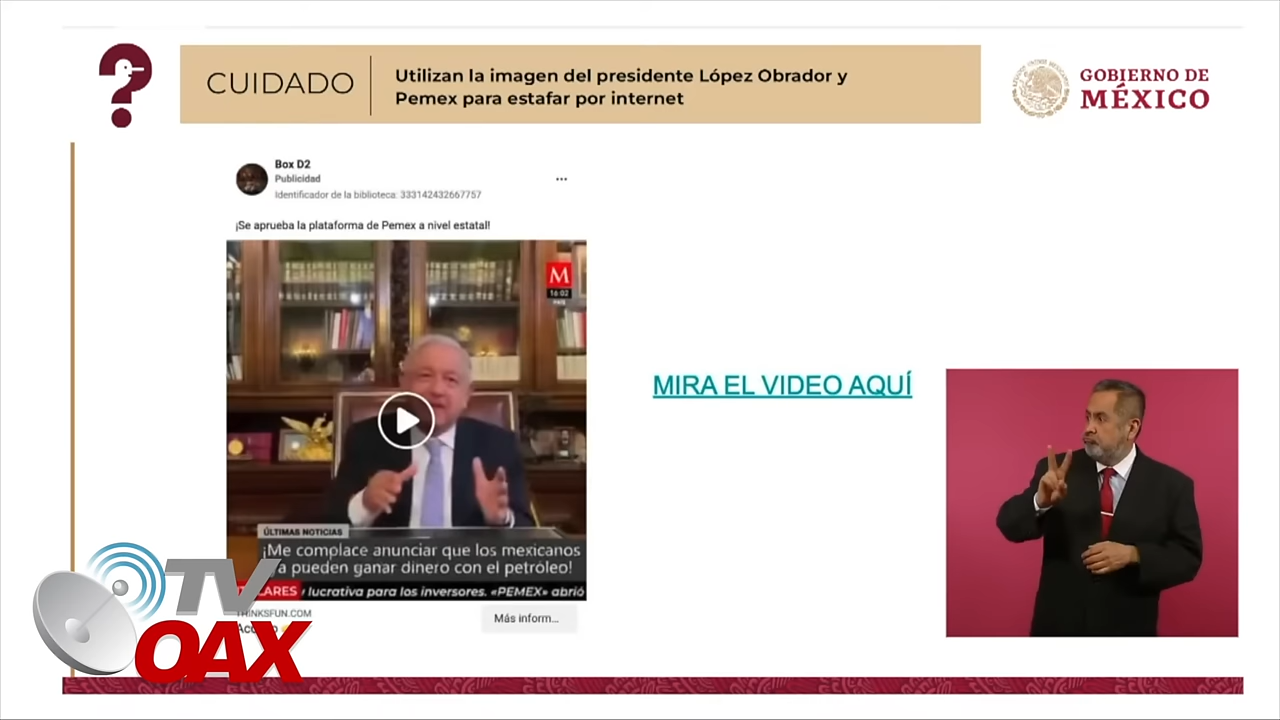 CUIDADO
Utilizan la imagen del presidente López Obrador y
Pemex para estafar por internet
GOBIERNO DE
MÉXICO
Box D2
Publicidad
Identificador de la biblioteca: 333142432667757
¡Se aprueba la plataforma de Pemex a nivel estatal!
M
16:02
MIRA EL VIDEO AQUÍ
ÚLTIMAS NOTICIAS
¡Me complace anunciar que los mexicanos
a pueden ganar dinero con el petróleo!
LARES
lucrativa para los inversores. «PEMEX» abrió
THINKSFUN.COM
Más inform...
TV
OAX